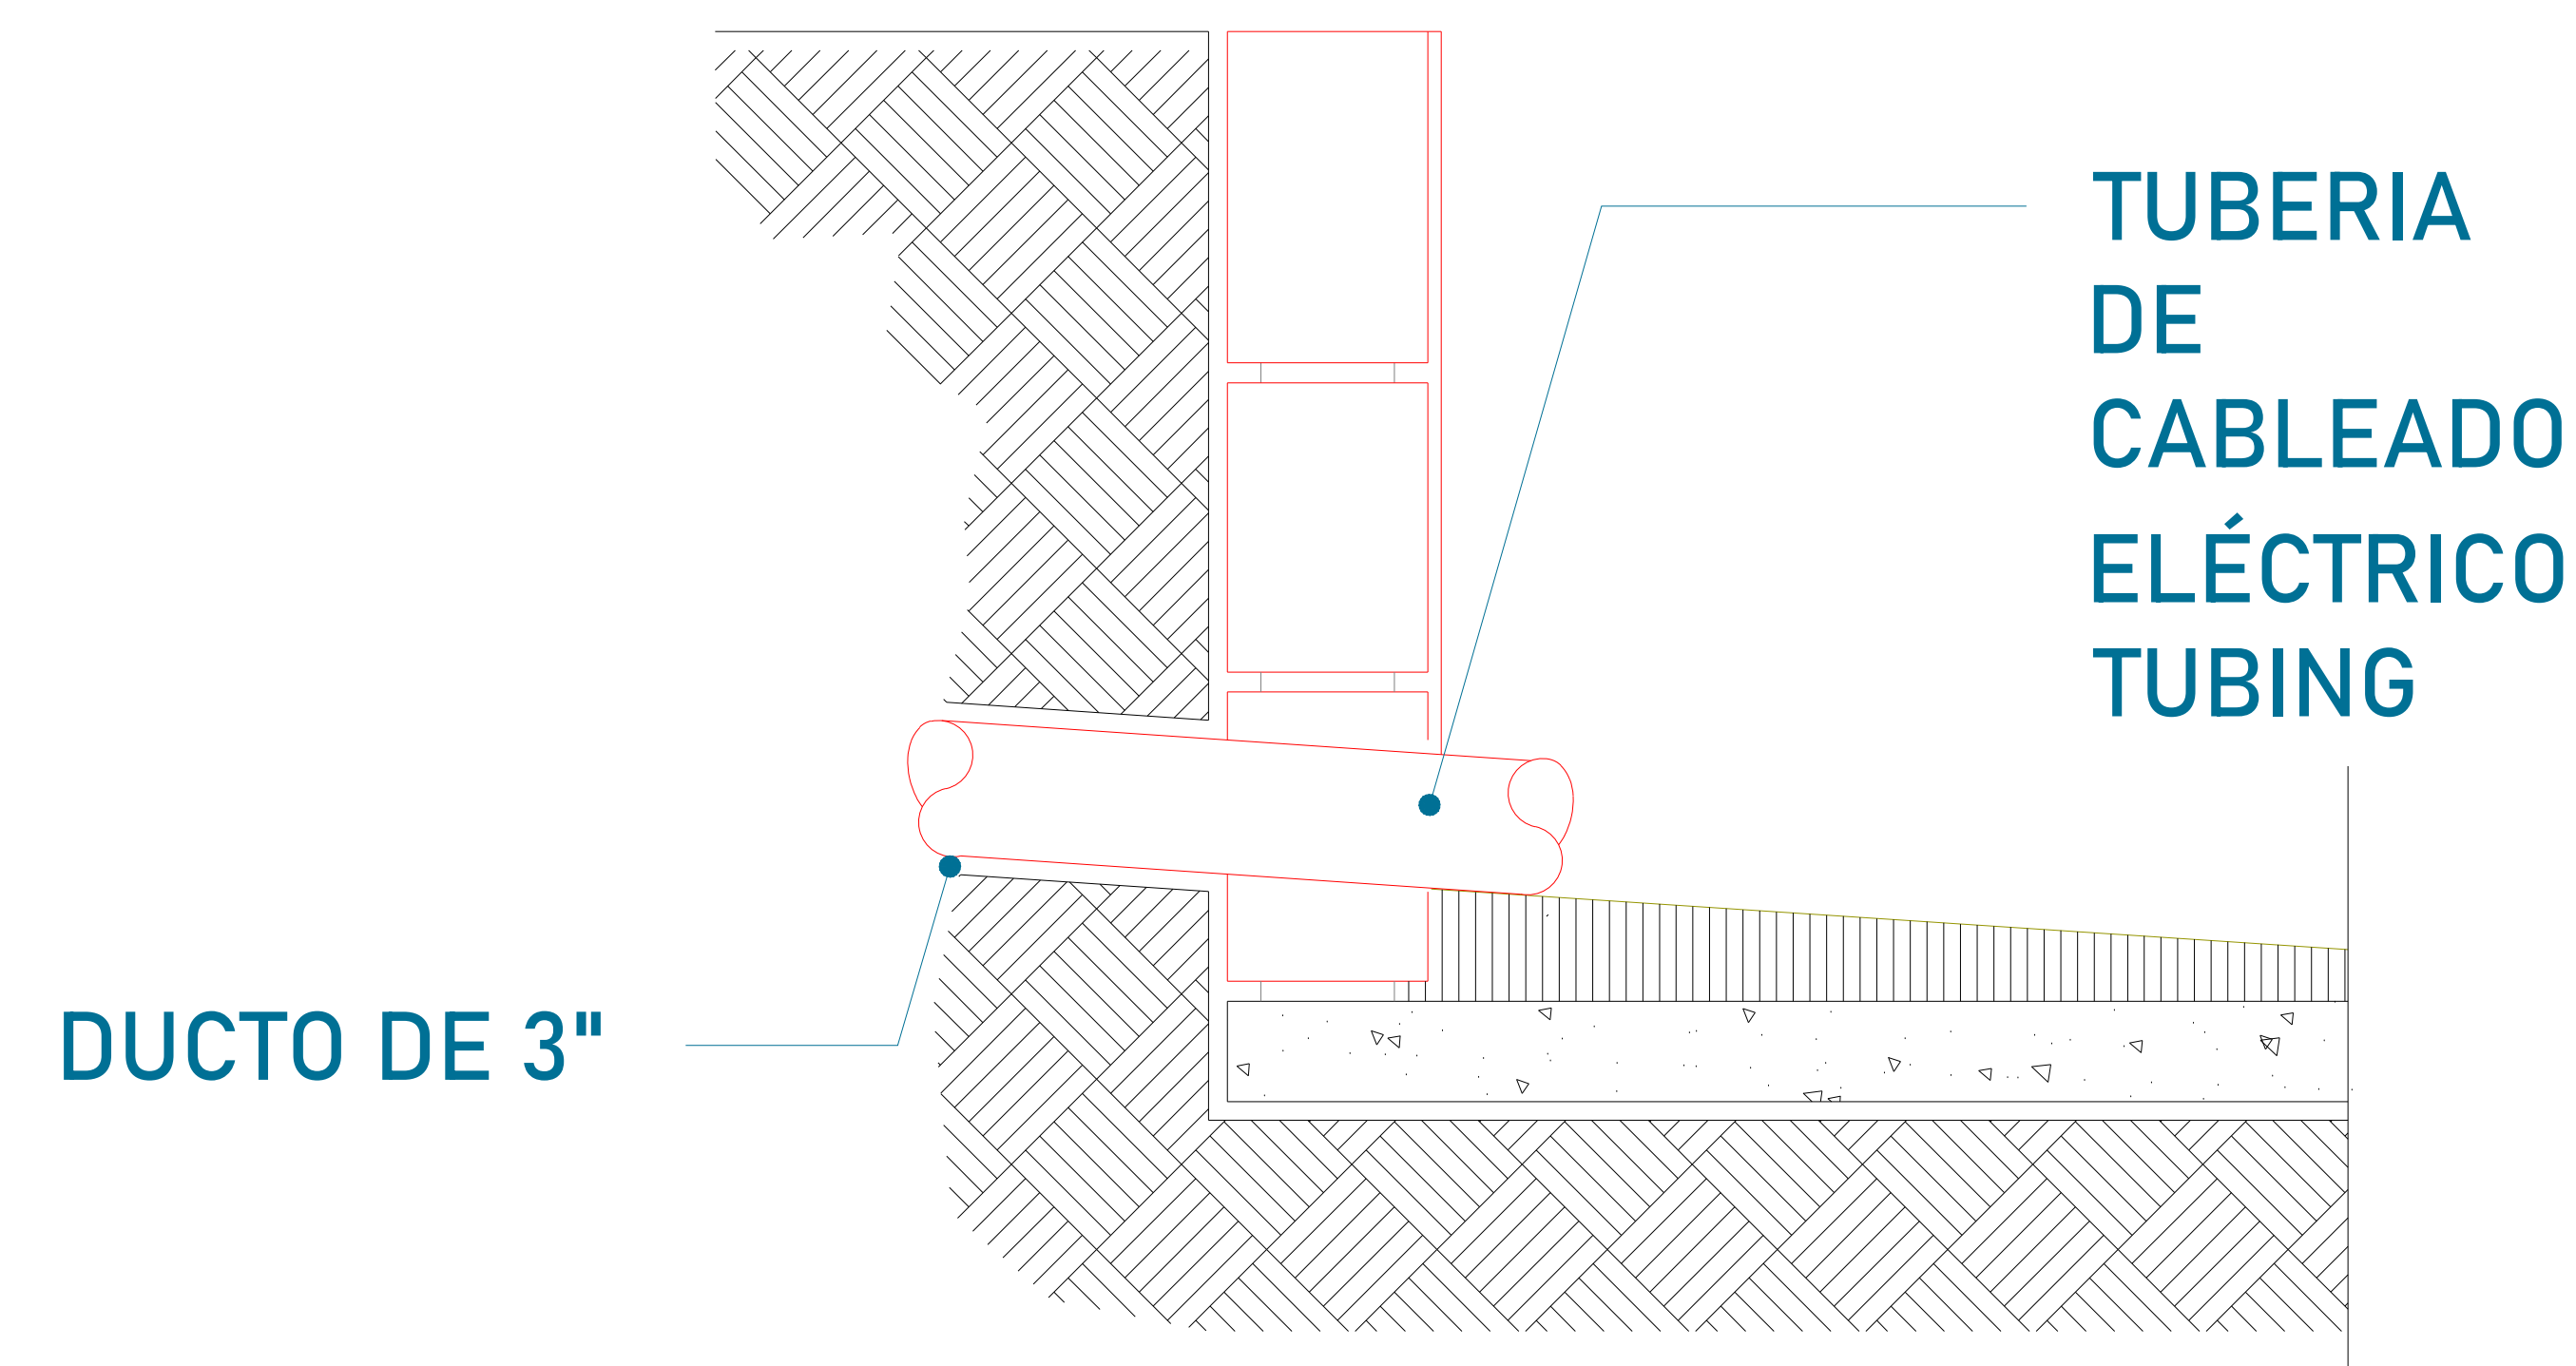 TUBERIA
DE
CABLEADO
ELÉCTRICO
TUBING
DUCTO DE 3"